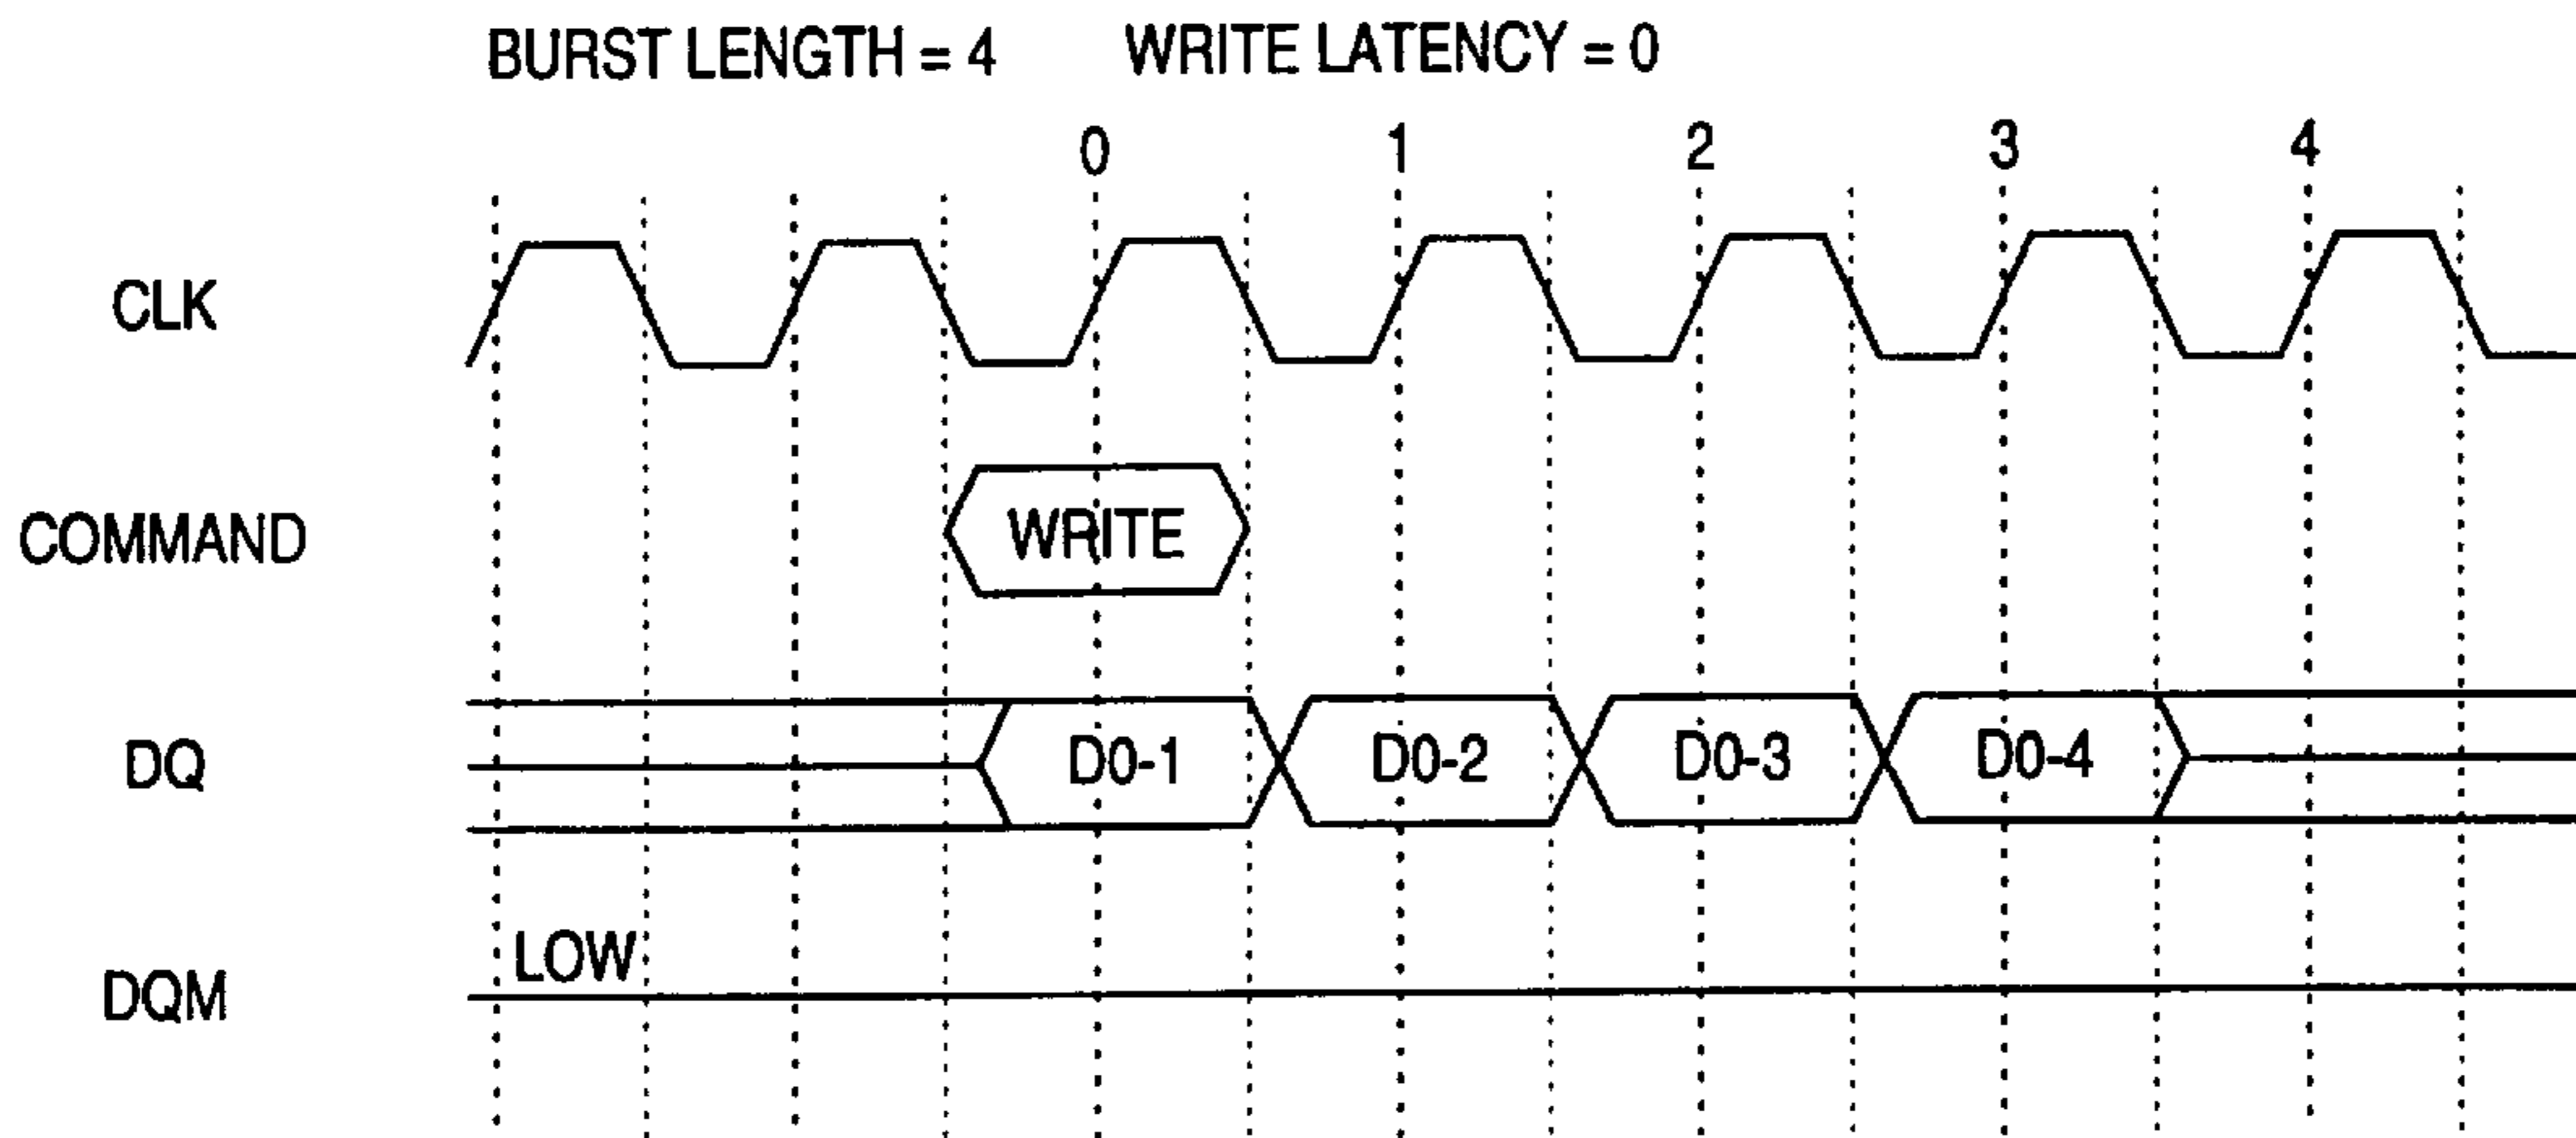 BURST LENGTH = 4 WRITE LATENCY = 0
0 1 2 3 4
CLK
COMMAND WRITE
DQ D0-1 D0-2 D0-3 D0-4
LOW
DQM